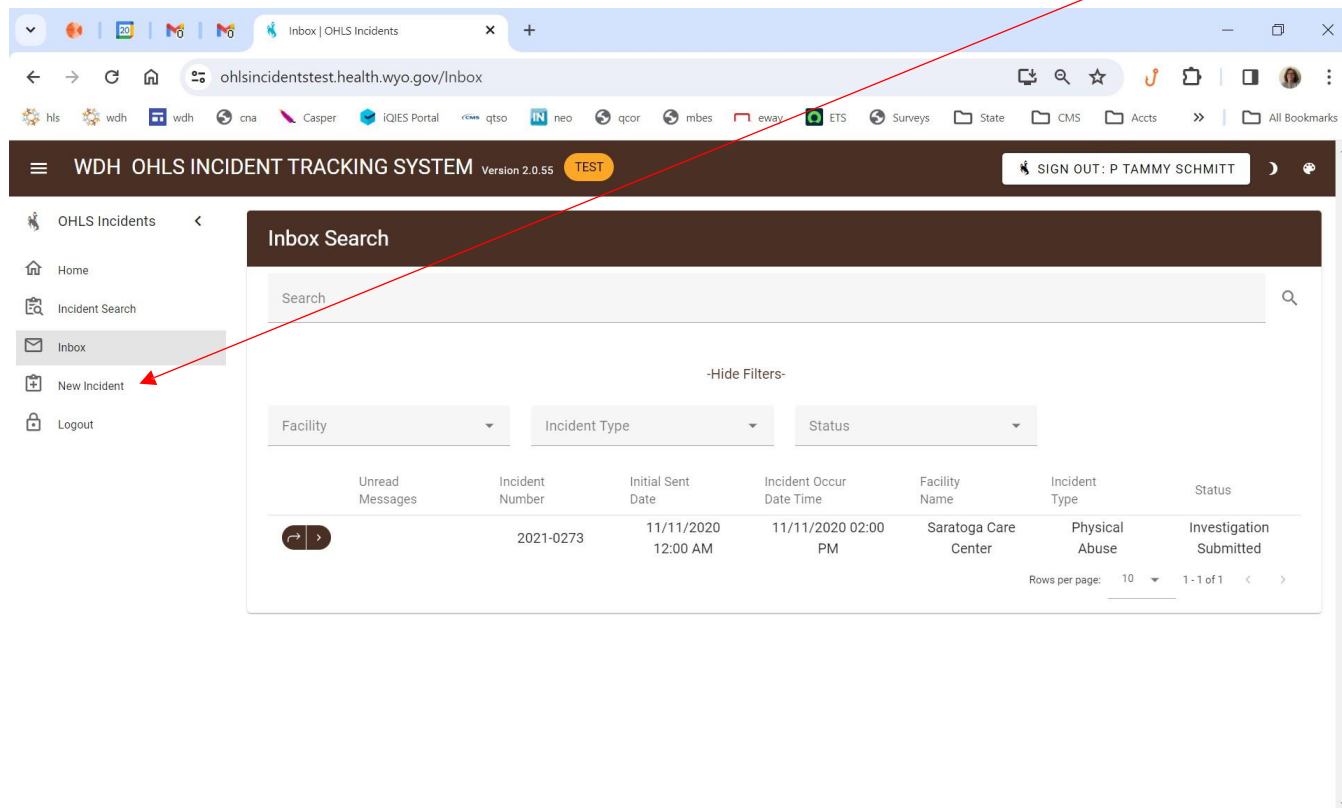 20
Inbox | OHLS Incidents
ohlsincidentstest.health.wyo.gov/Inbox
hls wdh wdh cna Casper iQIES Portal CMS qtso IN neo qcor mbes eway ETS Surveys State CMS Accts All Bookmarks
WDH OHLS INCIDENT TRACKING SYSTEM Version 2.0.55 TEST SIGN OUT: P TAMMY SCHMITT
OHLS Incidents
Home
Incident Search
Inbox
New Incident
Logout
Inbox Search
Search
-Hide Filters-
Facility Incident Type Status
Unread Incident Initial Sent Incident Occur Facility Incident Status
Messages Number Date Date Time Name Type
2021-0273 11/11/2020 11/11/2020 02:00 Saratoga Care Physical Investigation
12:00 AM PM Center Abuse Submitted
Rows per page: 10 1-1 of 1